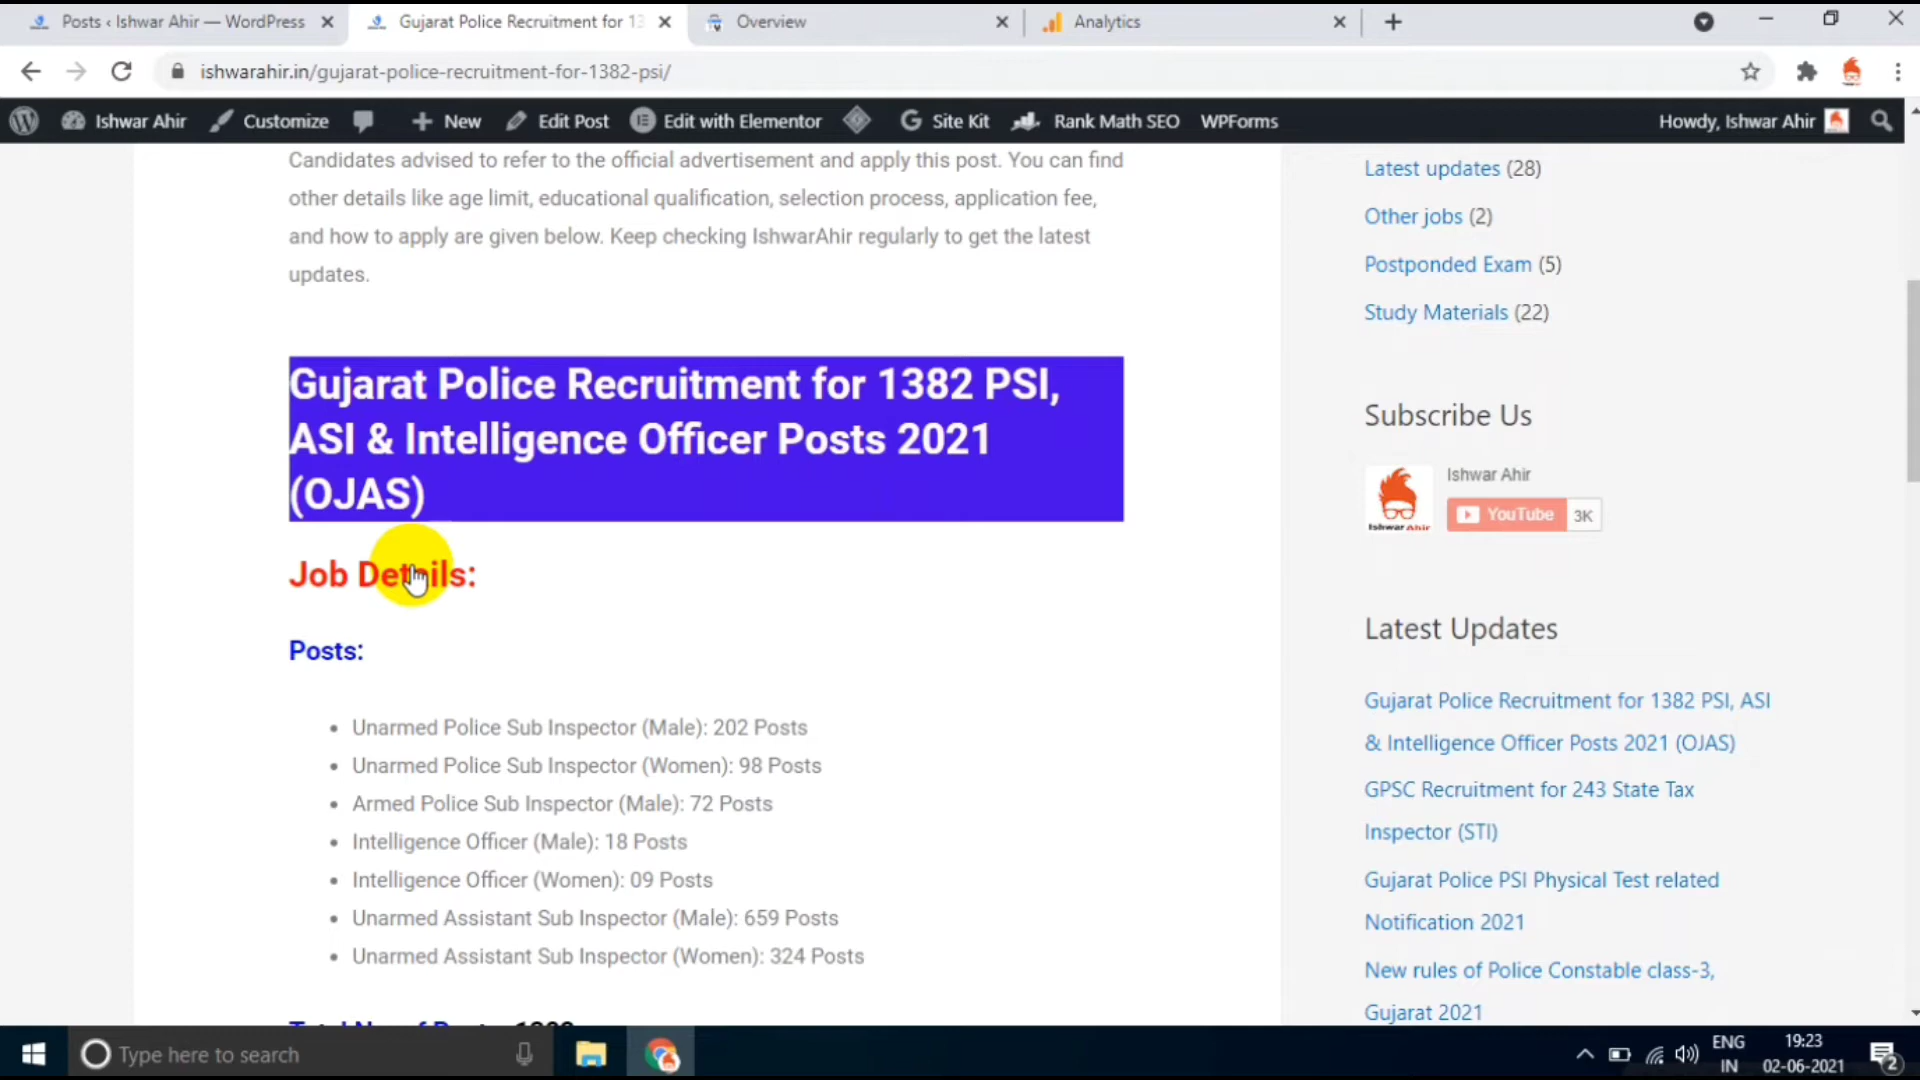 Posts ‹ Ishwar Ahir — WordPress
Gujarat Police Recruitment for 13
Overview
Analytics
ishwarahir.in/gujarat-police-recruitment-for-1382-psi/
Ishwar Ahir
Customize
New
Edit Post
Edit with Elementor
Site Kit
Rank Math SEO
WPForms
Howdy, Ishwar Ahir
Candidates advised to refer to the official advertisement and apply this post. You can find
other details like age limit, educational qualification, selection process, application fee,
and how to apply are given below. Keep checking IshwarAhir regularly to get the latest
updates.
Gujarat Police Recruitment for 1382 PSI,
ASI & Intelligence Officer Posts 2021
(OJAS)
Job Details:
Posts:
• Unarmed Police Sub Inspector (Male): 202 Posts
• Unarmed Police Sub Inspector (Women): 98 Posts
• Armed Police Sub Inspector (Male): 72 Posts
• Intelligence Officer (Male): 18 Posts
• Intelligence Officer (Women): 09 Posts
• Unarmed Assistant Sub Inspector (Male): 659 Posts
• Unarmed Assistant Sub Inspector (Women): 324 Posts
Latest updates (28)
Other jobs (2)
Postponded Exam (5)
Study Materials (22)
Subscribe Us
Ishwar Ahir
Ishwar Ahir
YouTube 3K
Latest Updates
Gujarat Police Recruitment for 1382 PSI, ASI
& Intelligence Officer Posts 2021 (OJAS)
GPSC Recruitment for 243 State Tax
Inspector (STI)
Gujarat Police PSI Physical Test related
Notification 2021
New rules of Police Constable class-3,
Gujarat 2021
Type here to search
ENG
IN
19:23
02-06-2021
2